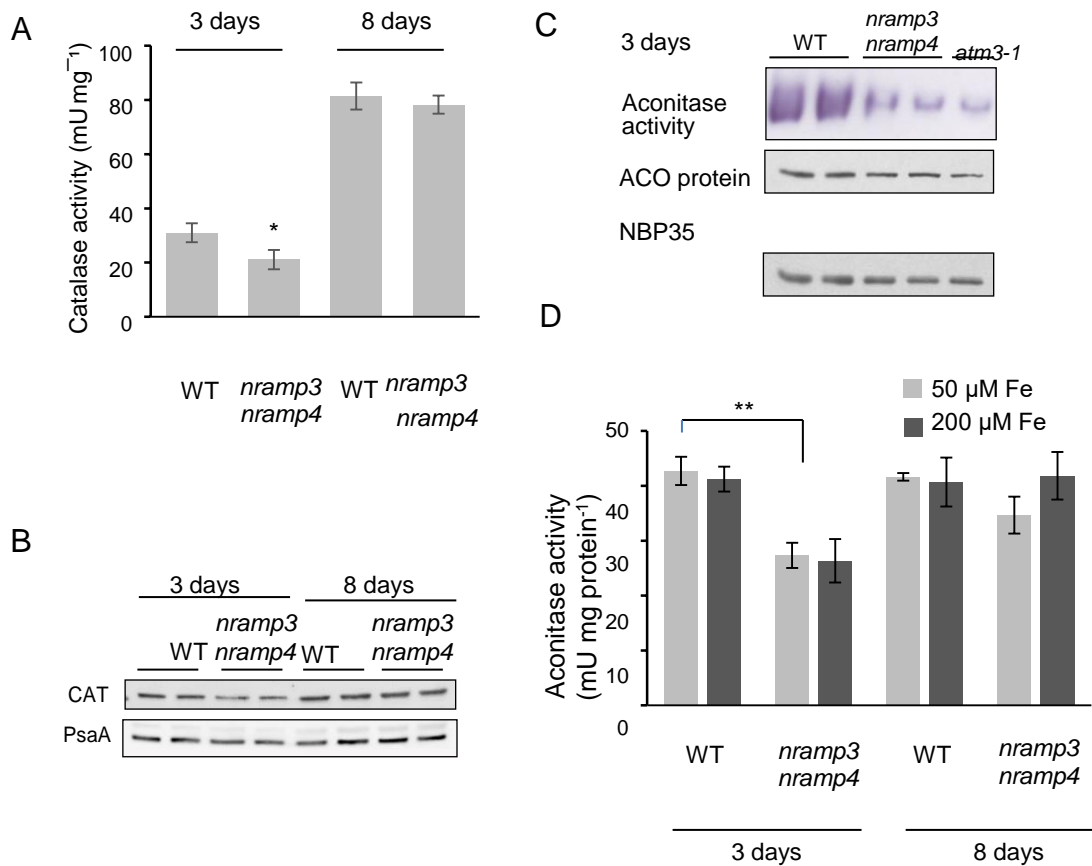 A
3 days
8 days
Catalase activity (mU mg⁻¹)
100
80
60
40
20
0
*
WT
nramp3
nramp4
WT
nramp3
nramp4
B
3 days
8 days
WT
nramp3
nramp4
WT
nramp3
nramp4
CAT
PsaA
C
3 days
WT
nramp3
nramp4
atm3-1
Aconitase
activity
ACO protein
NBP35
D
50 µM Fe
200 µM Fe
**
Aconitase activity
(mU mg protein⁻¹)
50
40
30
20
10
0
WT
nramp3
nramp4
WT
nramp3
nramp4
3 days
8 days